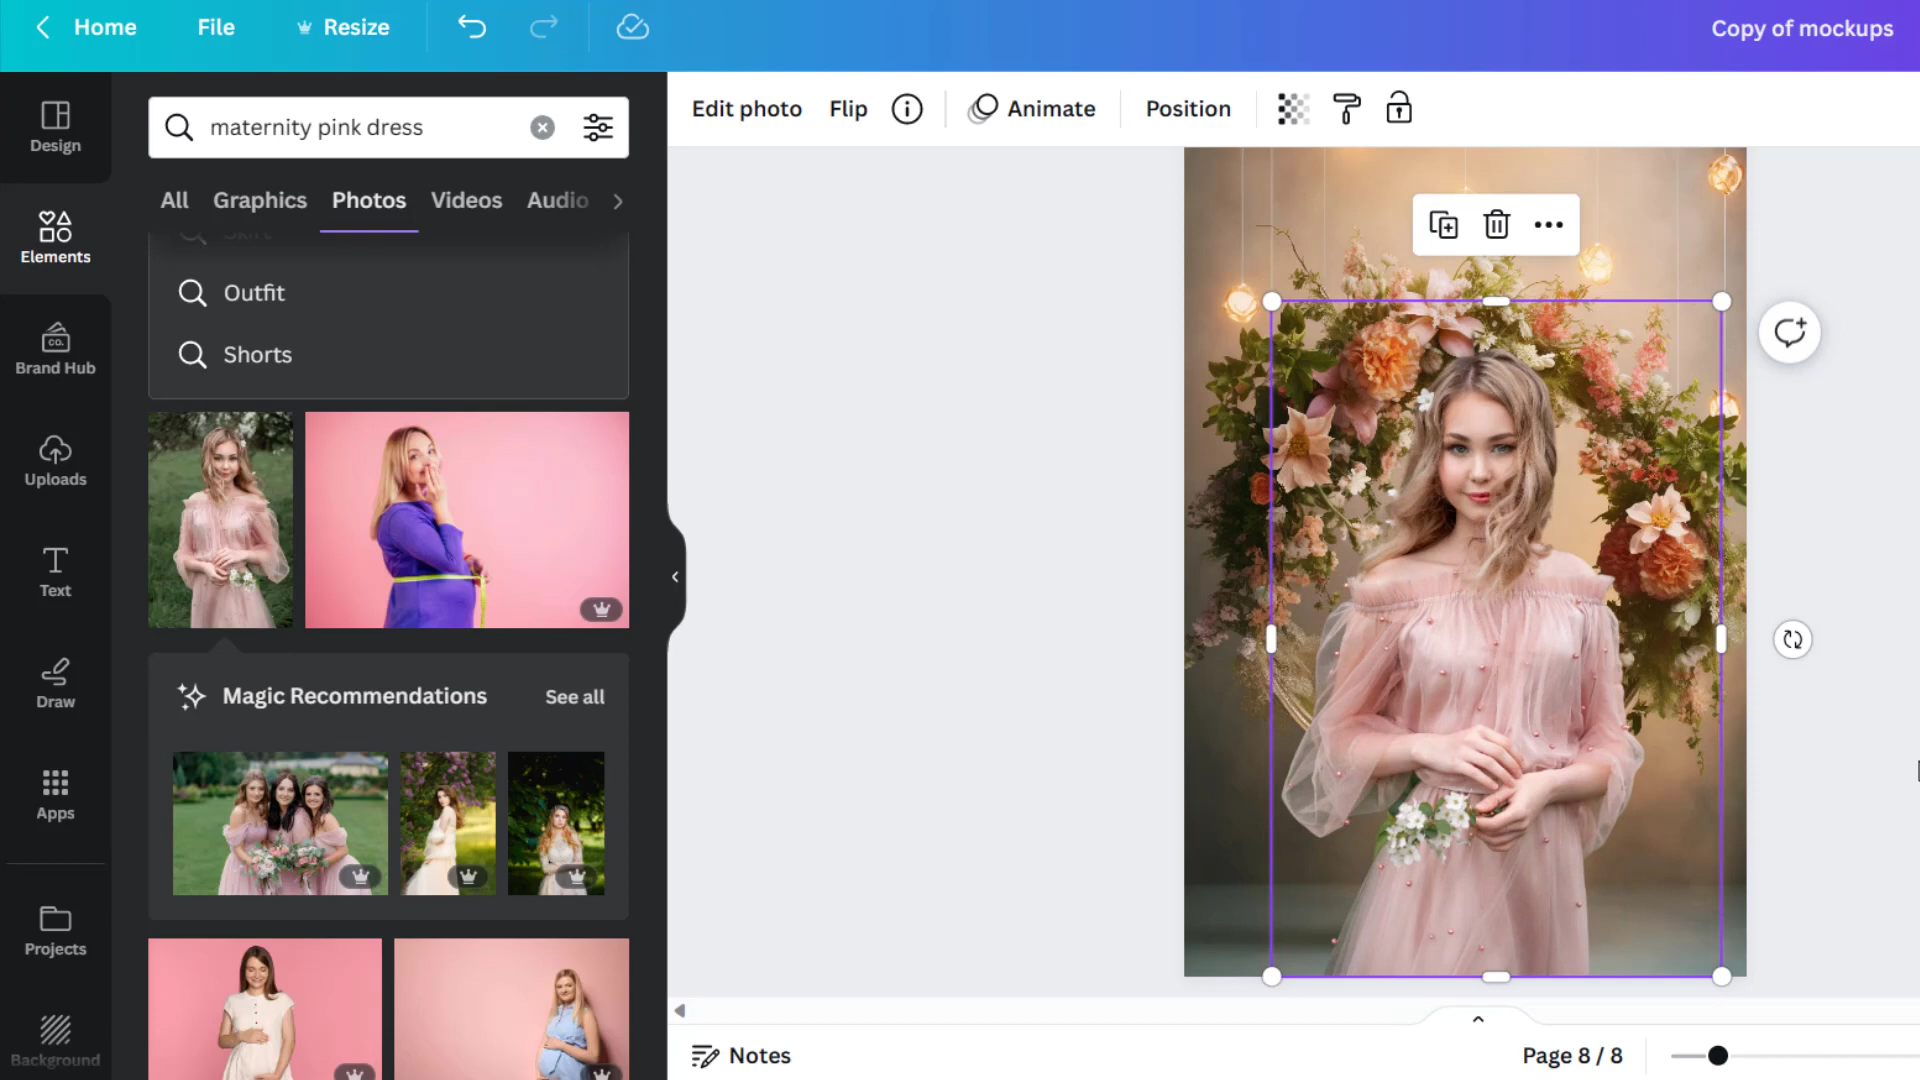 Home
File
Resize
Copy of mockups
Design
Elements
Brand Hub
CO.
Uploads
Text
Draw
Apps
Projects
Background
maternity pink dress
All
Graphics
Photos
Videos
Audio
Skirt
Outfit
Shorts
Magic Recommendations
See all
Edit photo
Flip
Animate
Position
Notes
Page 8 / 8